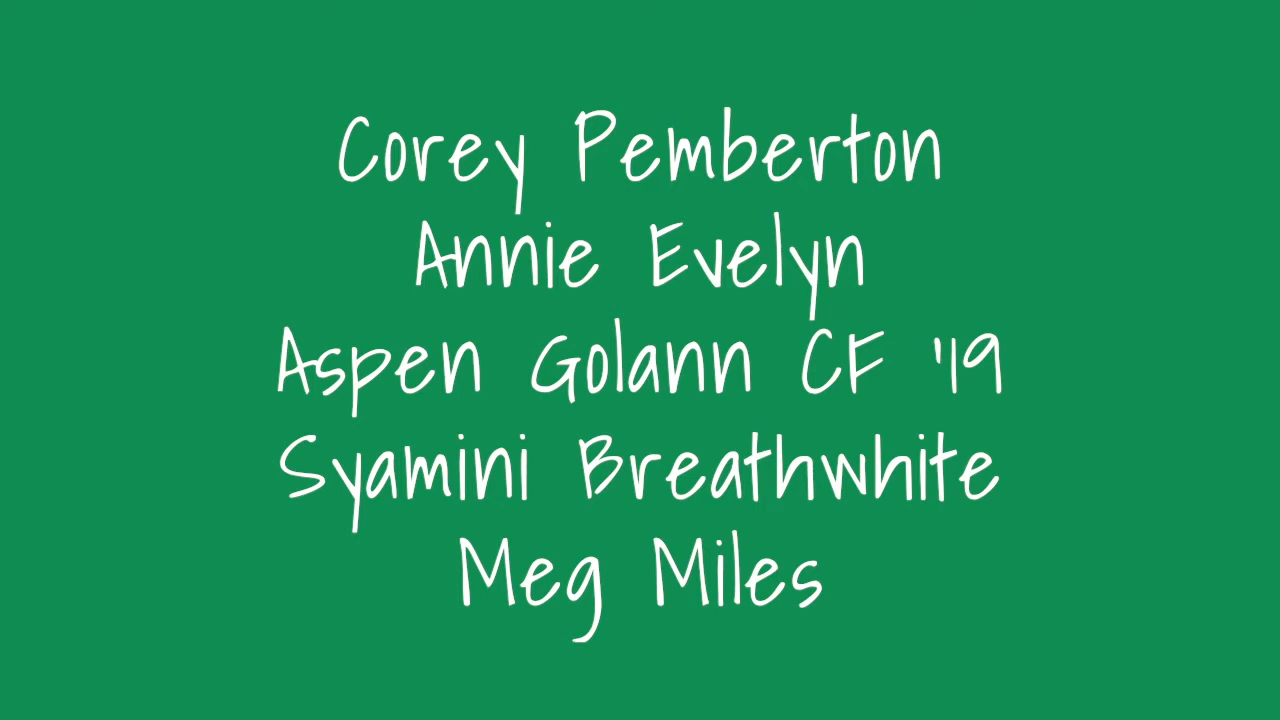 Corey Pemberton
Annie Evelyn
Aspen Golann CF '19
Syamini Breathwhite
Meg Miles